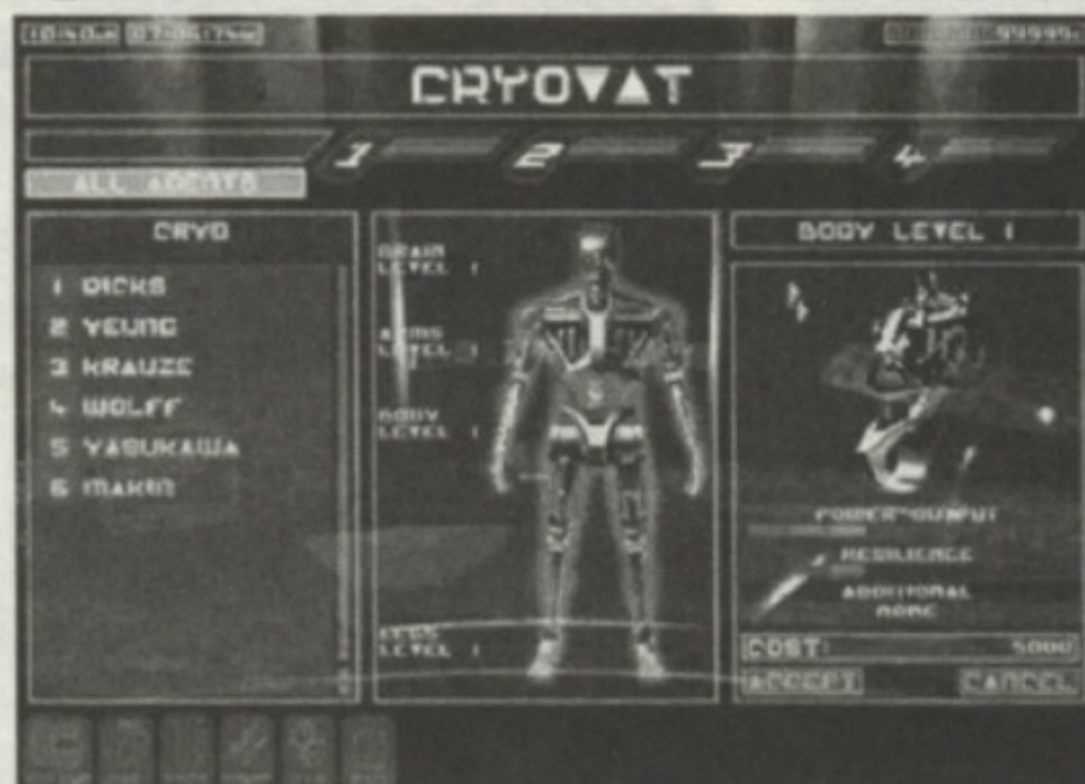 CRYOVAT
1 2 3 4
ALL AGENTS
CRYO
1 DICKS
2 YEUNG
3 KRAUZE
4 WOLFF
5 YASUKAWA
6 MAKIN
BRAIN
LEVEL 1
ARMS
LEVEL 1
BODY
LEVEL 1
LEGS
LEVEL 1
BODY LEVEL 1
POWER OUTPUT
RESILIENCE
ADDITIONAL
NONE
COST: 5000
ACCEPT CANCEL